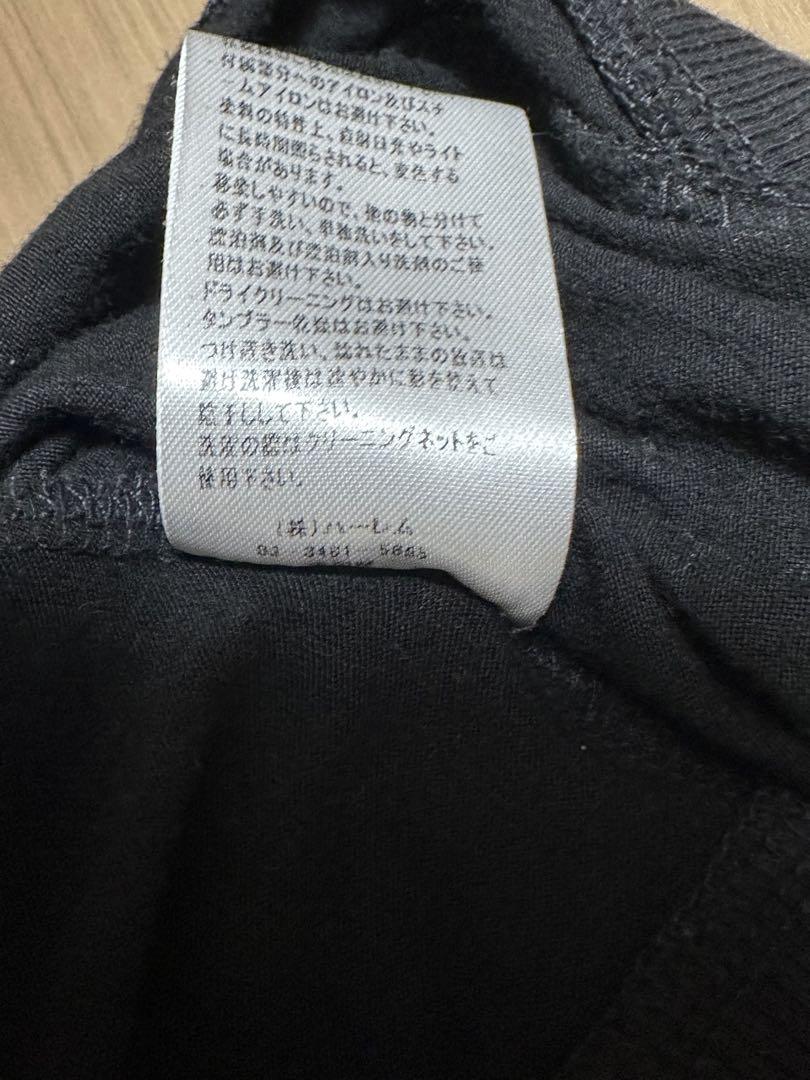 付属部分へのアイロン及びスチ
ームアイロンはお避け下さい。
塗料の特性上、直射日光やライト
に長時間照らされると、変色する
場合があります。
移染しやすいので、他の物と分けて
必ず手洗い、単独洗いをして下さい。
漂泊剤及び漂泊剤入り洗剤のご使
用はお避け下さい。
ドライクリーニングはお避け下さい。
タンブラー乾燥はお避け下さい。
つけ置き洗い、ぬれたままの放置は
避け洗濯後は速やかに形を整えて
陰干しして下さい。
洗濯の際はクリーニングネットをご
使用下さい。
(株)ハーレム
03-3461-